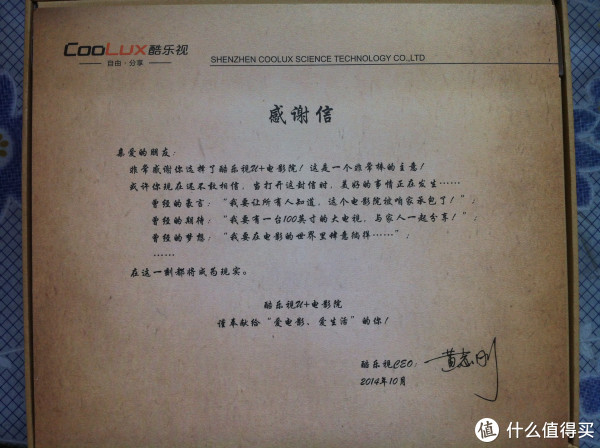 CooLux酷乐视
自由·分享
SHENZHEN COOLUX SCIENCE TECHNOLOGY CO.,LTD
感谢信
亲爱的朋友：
非常感谢你选择了酷乐视X+电影院！这是一个非常棒的主意！
或许你现在还不敢相信，当打开这封信时，美好的事情正在发生……
曾经的豪言：“我要让所有人知道，这个电影院被咱家承包了！”；
曾经的期待：“我要有一台100英寸的大电视，与家人一起分享！”；
曾经的梦想：“我要在电影的世界里肆意徜徉……”；
……
在这一刻都将成为现实。
酷乐视X+电影院
谨奉献给“爱电影、爱生活”的你！
酷乐视CEO：黄志刚
2014年10月
值 什么值得买